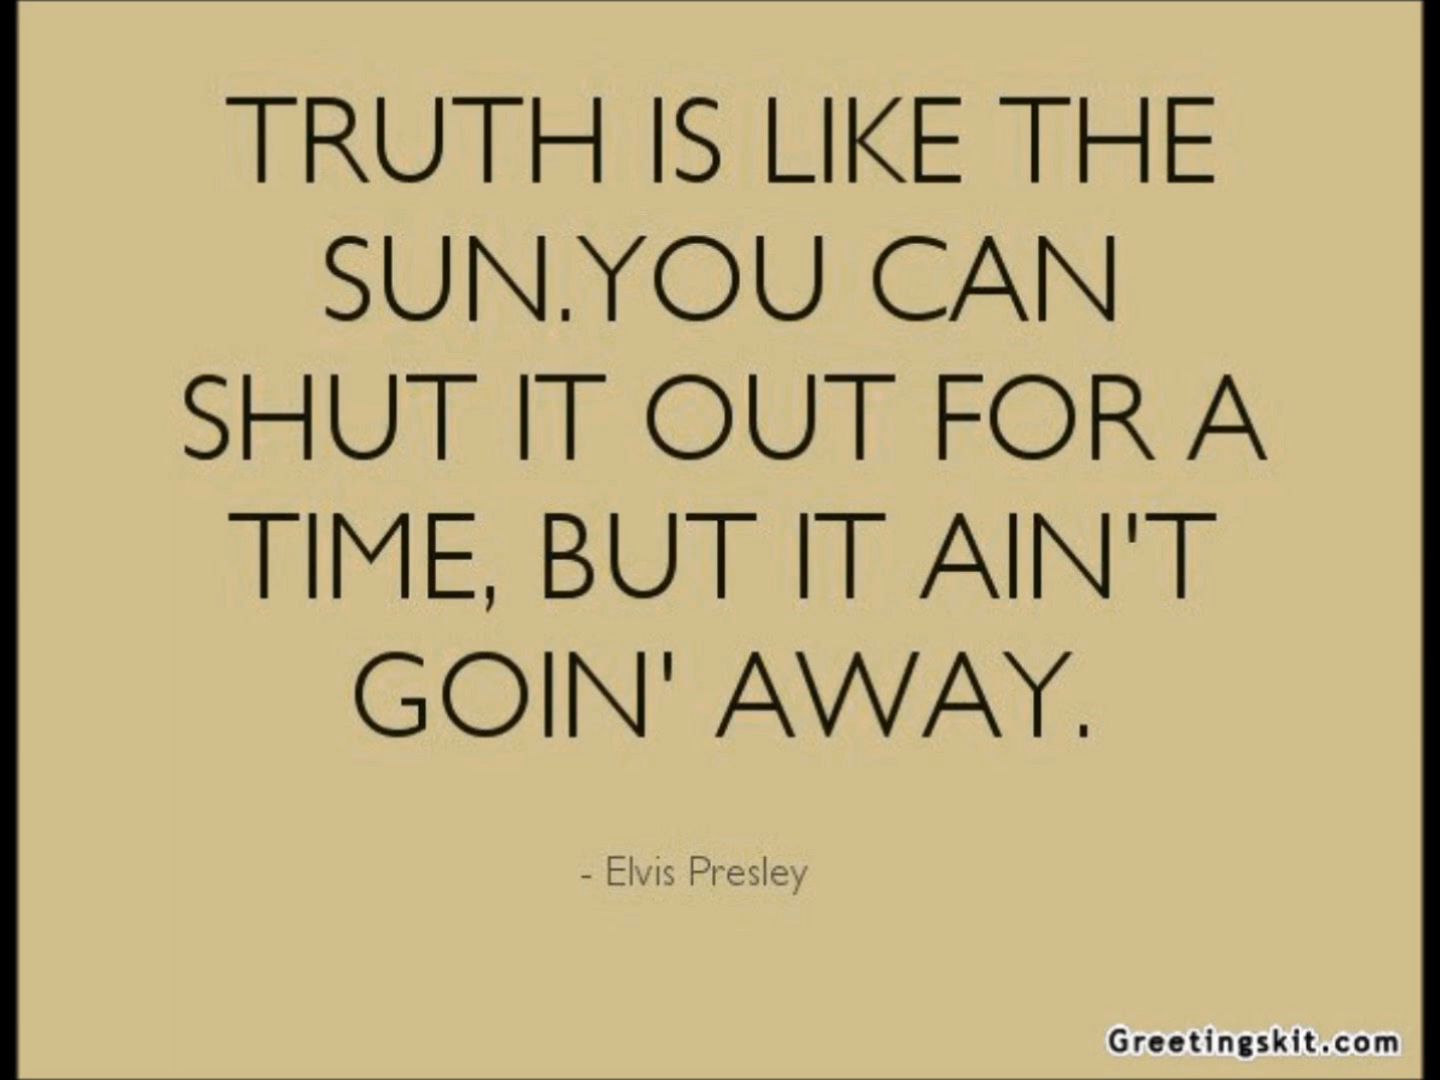 TRUTH IS LIKE THE
SUN.YOU CAN
SHUT IT OUT FOR A
TIME, BUT IT AIN'T
GOIN' AWAY.
- Elvis Presley
Greetingskit.com